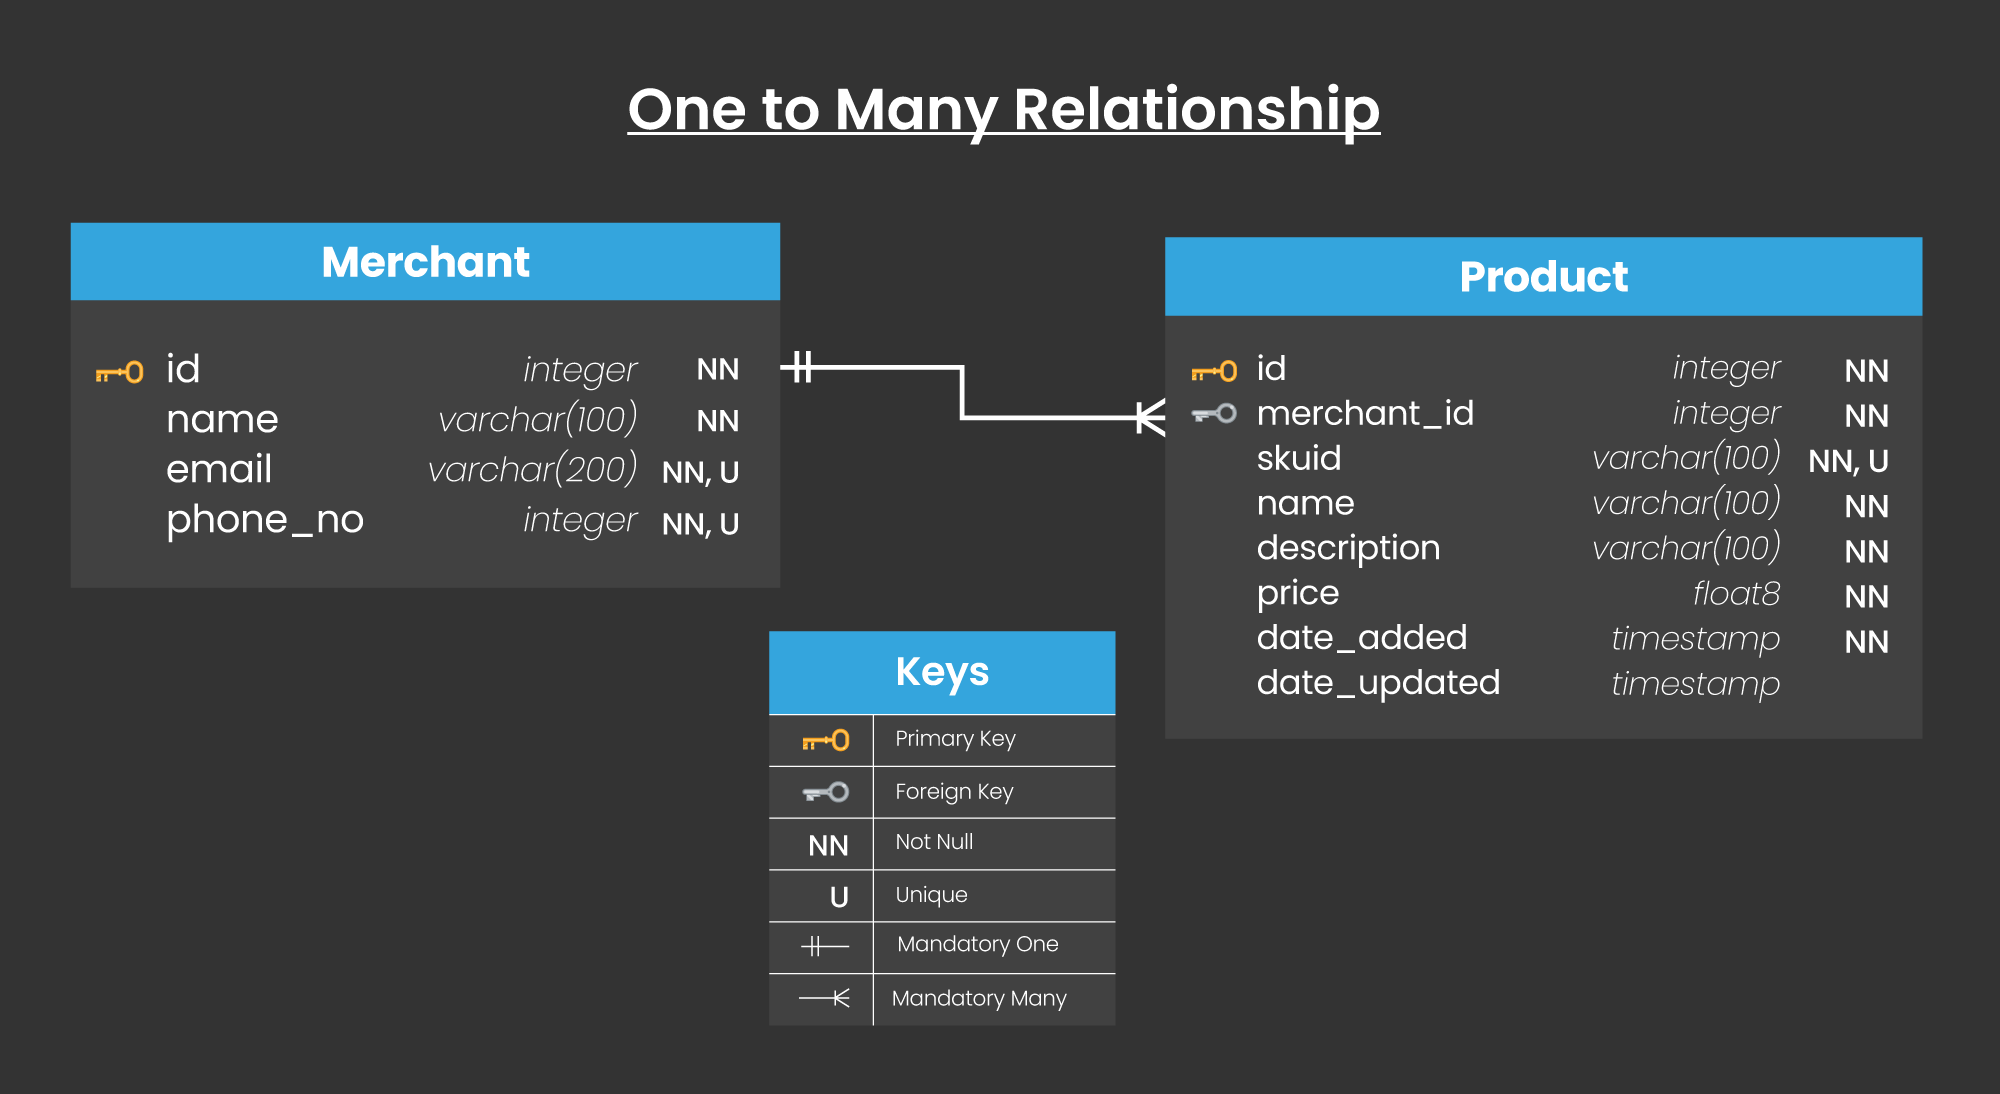 One to Many Relationship
Merchant
id integer NN
name varchar(100) NN
email varchar(200) NN, U
phone_no integer NN, U
Product
id integer NN
merchant_id integer NN
skuid varchar(100) NN, U
name varchar(100) NN
description varchar(100) NN
price float8 NN
date_added timestamp NN
date_updated timestamp
Keys
Primary Key
Foreign Key
NN Not Null
U Unique
Mandatory One
Mandatory Many